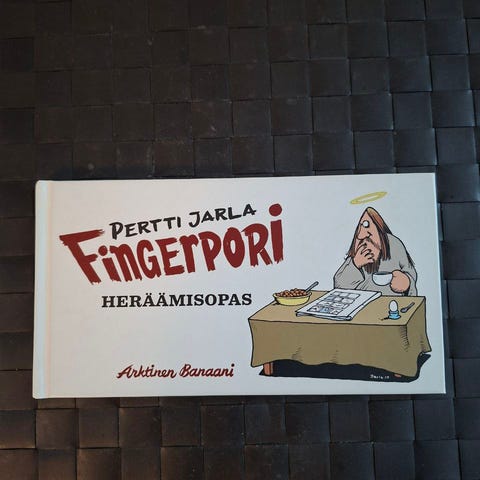 PERTTI JARLA
FINGERPORI
HERÄÄMISOPAS
Arktinen Banaani